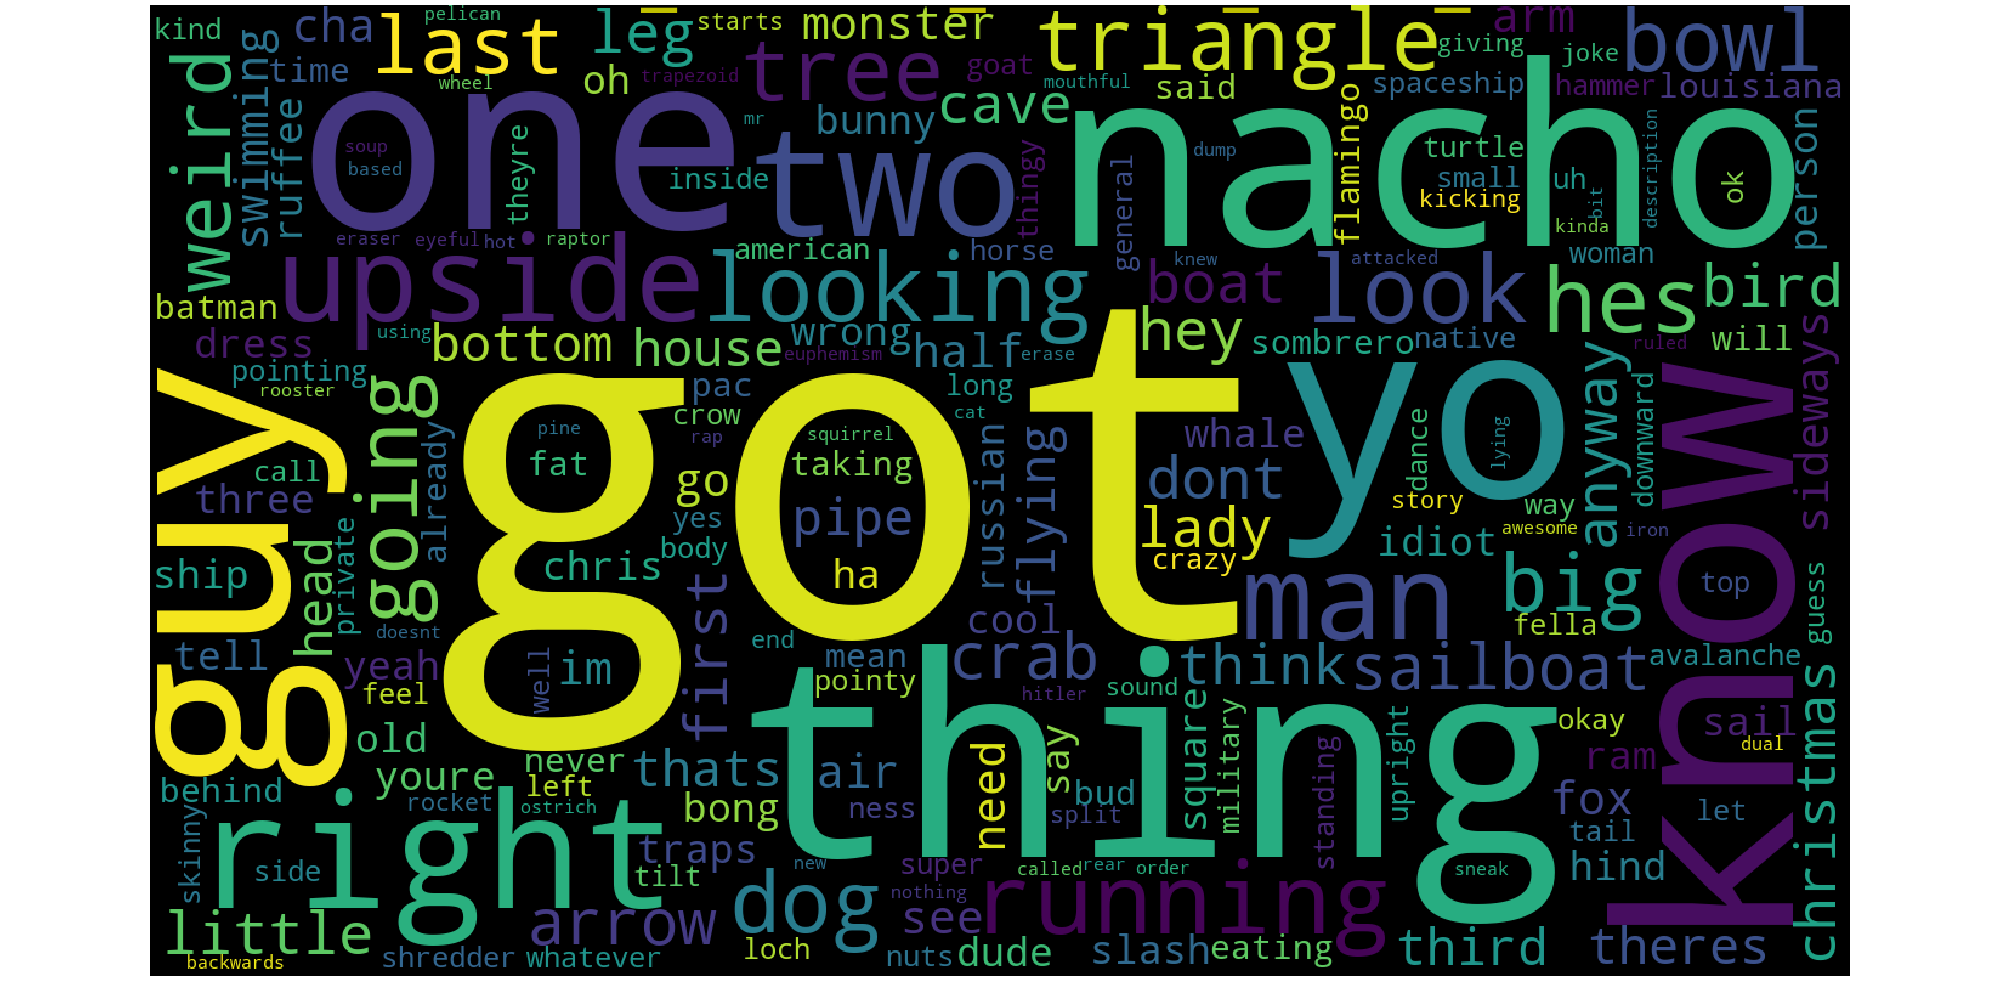 kind
cha
last
pelican
leg
starts
monster
triangle
arm
bowl
giving
joke
time
wheel
oh
trapezoid
tree
goat
mouthful
said
spaceship
hammer
louisiana
weird
swimming
ruffee
one
soup
based
theyre
mr
bunny
cave
two
inside
thingy
nacho
dump
flamingo
turtle
small
kicking
uh
bit
kinda
description
ok
person
eraser
eyeful
hot
raptor
american
horse
general
knew
attacked
woman
upside
looking
boat
look
hes
bird
batman
dress
using
bottom
house
wrong
euphemism
half
erase
hey
sombrero
native
ruled
will
sideways
pointing
rooster
guy
going
already
call
three
private
head
ship
pac
crow
rap
long
cat
got
pine
fat
squirrel
taking
go
pipe
yes
body
chris
ha
russian
flying
whale
dont
lady
crazy
yo
lying
dance
story
way
awesome
idiot
anyway
downward
iron
know
top
guess
tell
doesnt
yeah
feel
well
im
first
end
mean
pointy
cool
crab
hitler
sound
man
think
sailboat
big
fella
avalanche
christmas
old
youre
never
left
thats
air
need
say
bud
square
military
thing
standing
upright
okay
ram
sail
dual
behind
rocket
ostrich
bong
ness
split
fox
let
skinny
right
side
traps
tilt
new
super
nothing
called
rear
order
sneak
tail
hind
little
arrow
dog
see
running
third
theres
backwards
shredder
whatever
loch
nuts
dude
slash
eating